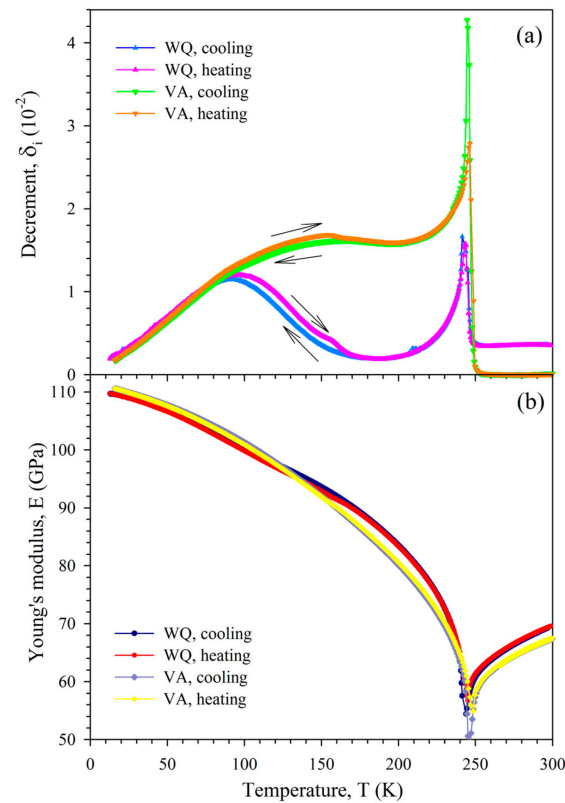 (a)
WQ, cooling
WQ, heating
VA, cooling
VA, heating
Decrement, δi (10-2)
4
3
2
1
0
(b)
110
100
90
80
70
60
50
Young's modulus, E (GPa)
WQ, cooling
WQ, heating
VA, cooling
VA, heating
0 50 100 150 200 250 300
Temperature, T (K)